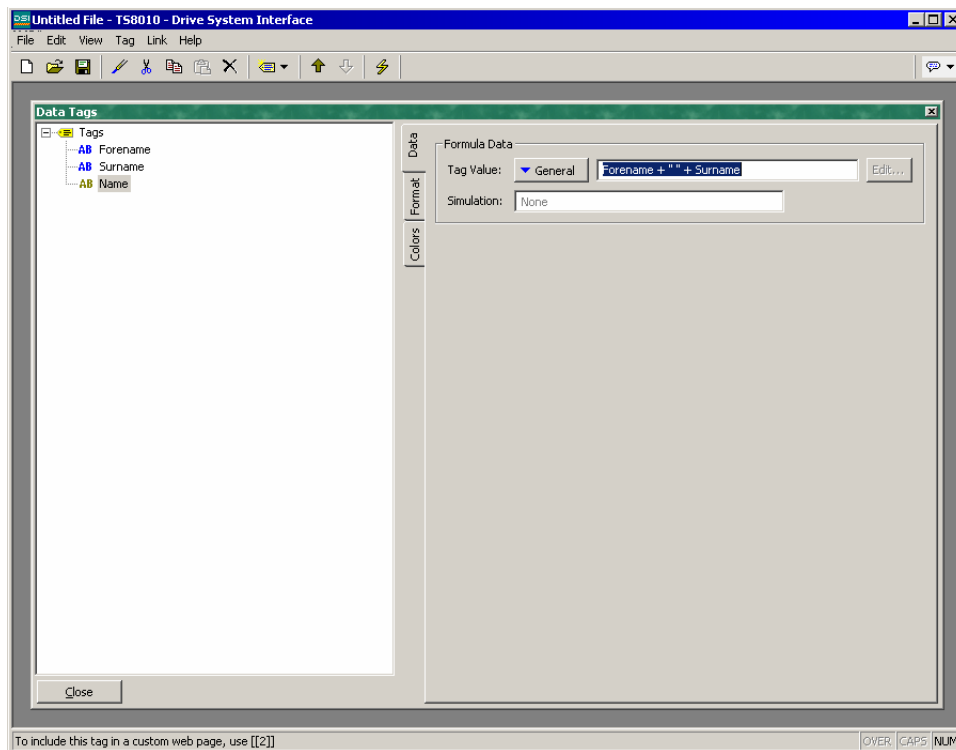 DSI Untitled File - TS8010 - Drive System Interface
File Edit View Tag Link Help
Data Tags
Tags
AB Forename
AB Surname
AB Name
Data
Format
Colors
Formula Data
Tag Value: General Forename + " " + Surname Edit...
Simulation: None
Close
To include this tag in a custom web page, use [[2]] OVER CAPS NUM